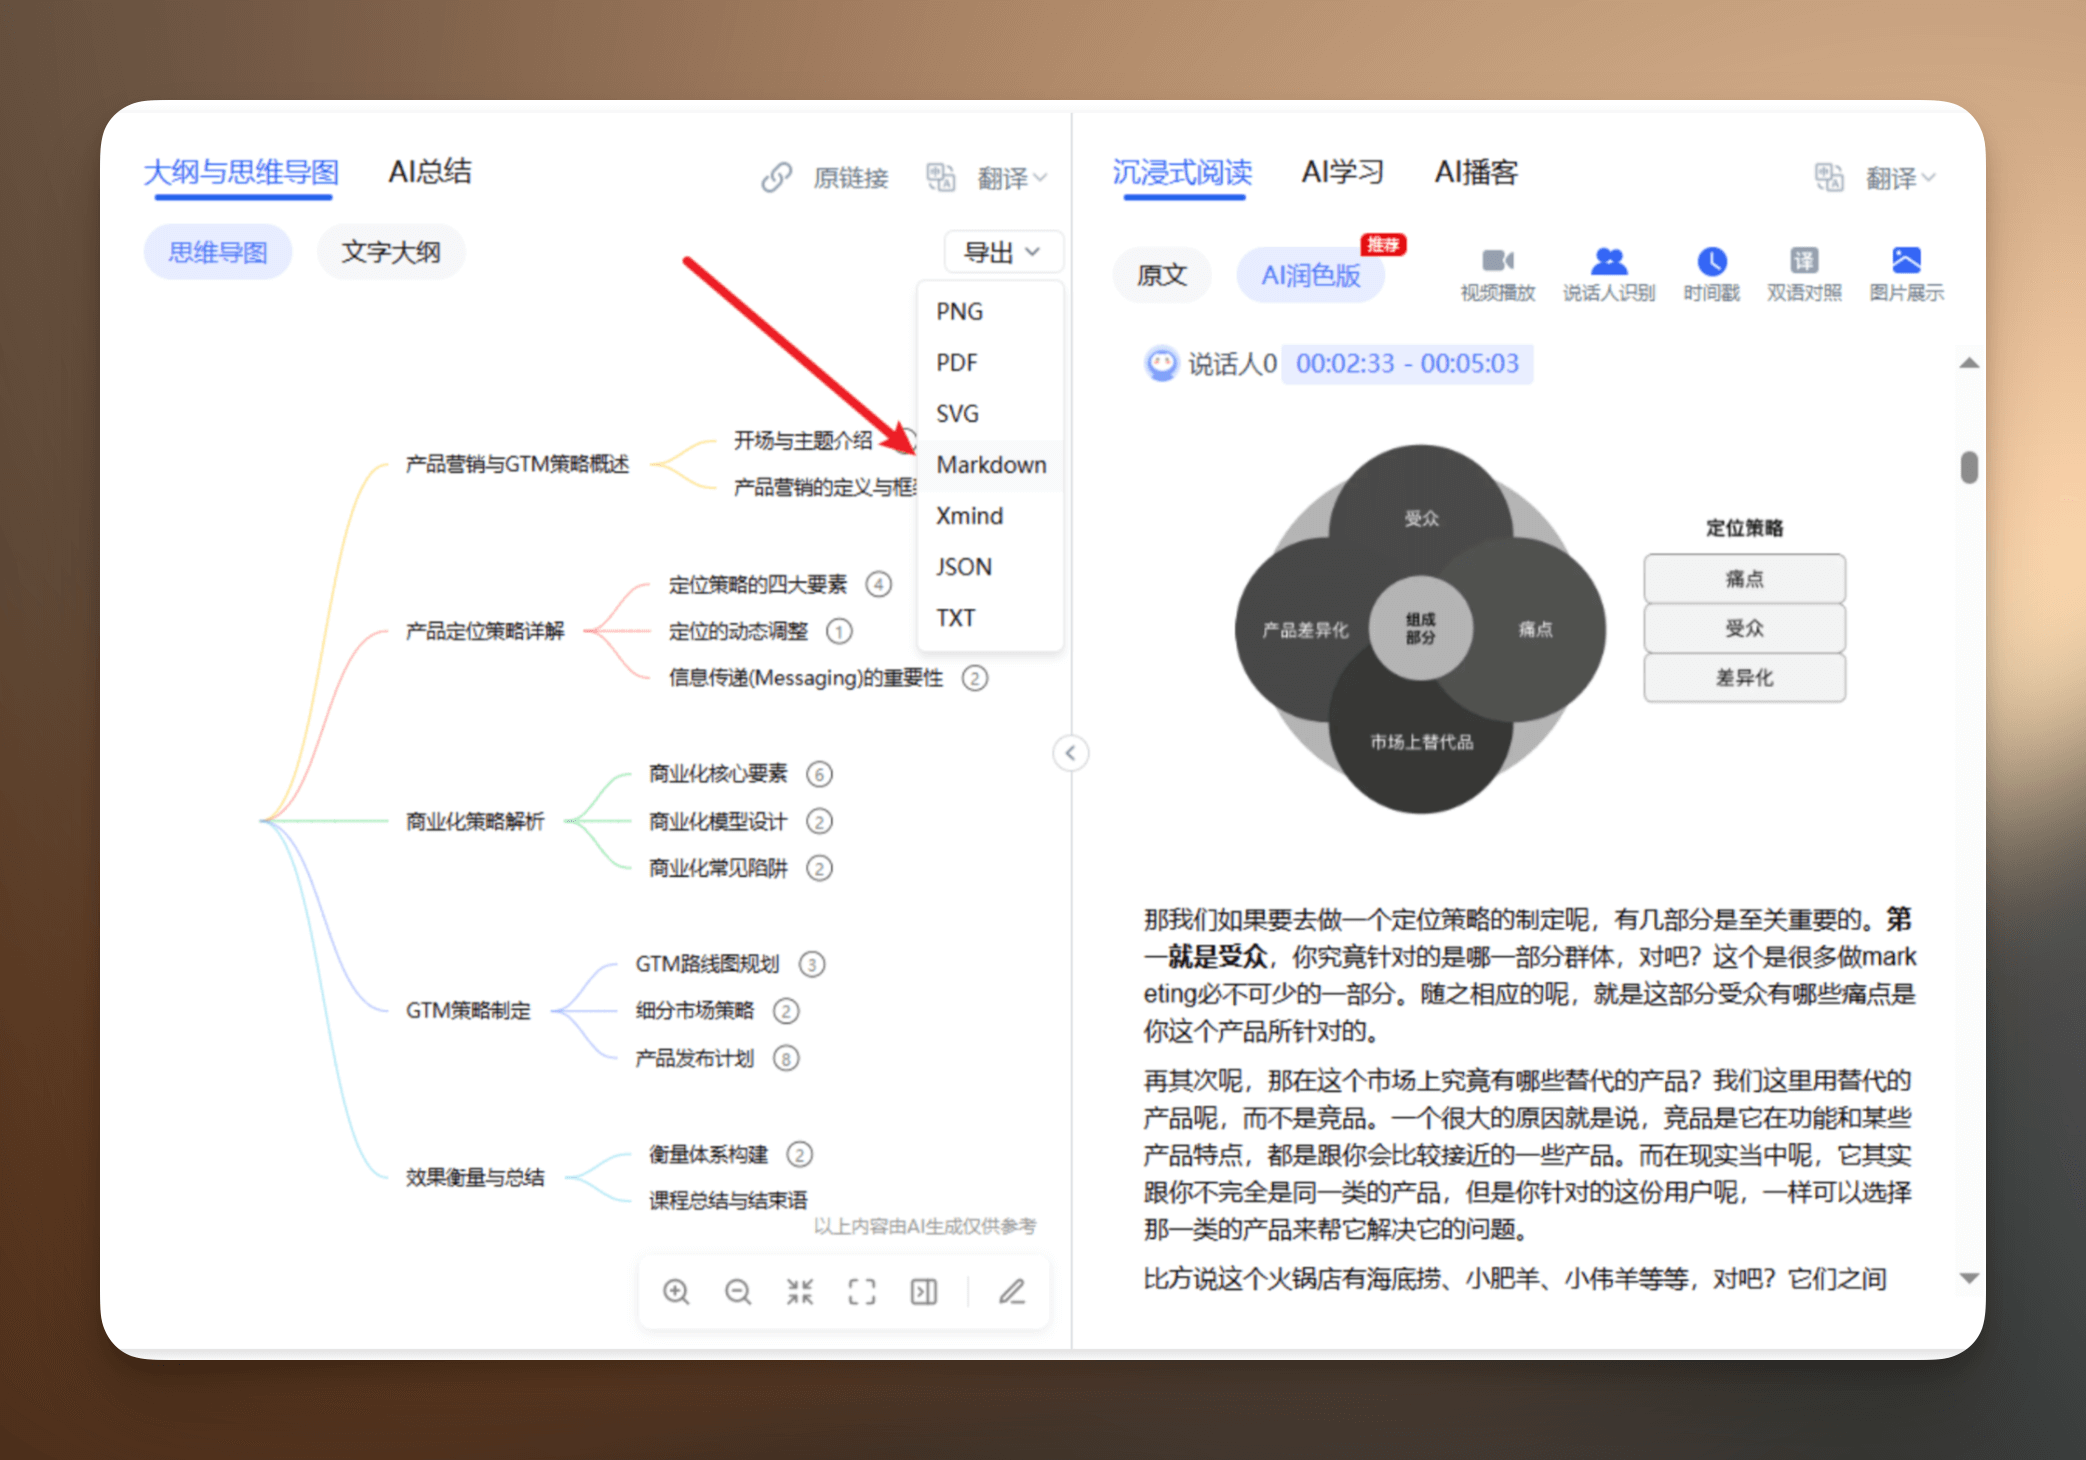 大纲与思维导图
AI总结
原链接
翻译
思维导图
文字大纲
导出
PNG
PDF
SVG
Markdown
Xmind
JSON
TXT
产品营销与GTM策略概述
开场与主题介绍
产品营销的定义与框
产品定位策略详解
定位策略的四大要素 4
定位的动态调整 1
信息传递(Messaging)的重要性 2
商业化策略解析
商业化核心要素 6
商业化模型设计 2
商业化常见陷阱 2
GTM策略制定
GTM路线图规划 3
细分市场策略 2
产品发布计划 8
效果衡量与总结
衡量体系构建 2
课程总结与结束语
以上内容由AI生成仅供参考
沉浸式阅读
AI学习
AI播客
翻译
原文
AI润色版
推荐
视频播放
说话人识别
时间戳
译
双语对照
图片展示
说话人0
00:02:33 - 00:05:03
受众
产品差异化
组成
部分
痛点
市场上替代品
定位策略
痛点
受众
差异化
那我们如果要去做一个定位策略的制定呢，有几部分是至关重要的。第
一就是受众，你究竟针对的是哪一部分群体，对吧？这个是很多做mark
eting必不可少的一部分。随之相应的呢，就是这部分受众有哪些痛点是
你这个产品所针对的。
再其次呢，那在这个市场上究竟有哪些替代的产品？我们这里用替代的
产品呢，而不是竞品。一个很大的原因就是说，竞品是它在功能和某些
产品特点，都是跟你会比较接近的一些产品。而在现实当中呢，它其实
跟你不完全是同一类的产品，但是你针对的这份用户呢，一样可以选择
那一类的产品来帮它解决它的问题。
比方说这个火锅店有海底捞、小肥羊、小伟羊等等，对吧？它们之间